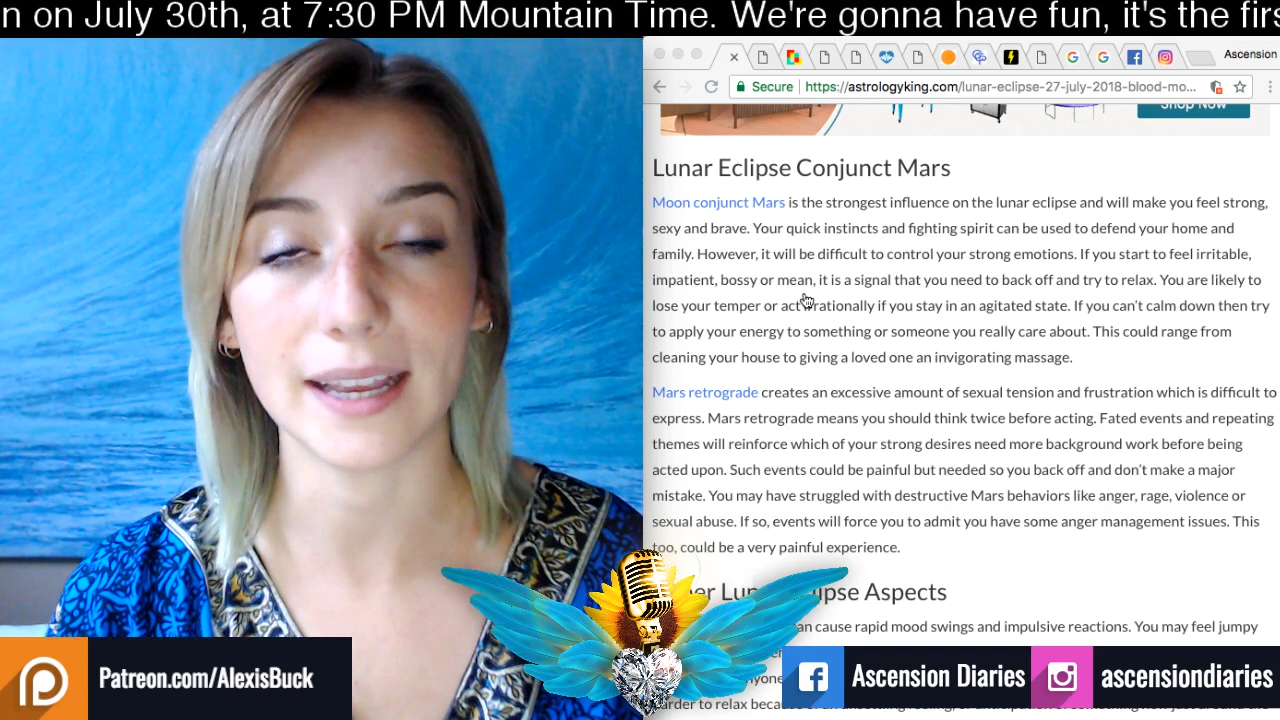 n on July 30th, at 7:30 PM Mountain Time. We're gonna have fun, it's the firs
Ascension
Secure https://astrologyking.com/lunar-eclipse-27-july-2018-blood-mo...
Shop Now
Lunar Eclipse Conjunct Mars
Moon conjunct Mars is the strongest influence on the lunar eclipse and will make you feel strong,
sexy and brave. Your quick instincts and fighting spirit can be used to defend your home and
family. However, it will be difficult to control your strong emotions. If you start to feel irritable,
impatient, bossy or mean, it is a signal that you need to back off and try to relax. You are likely to
lose your temper or act irrationally if you stay in an agitated state. If you can't calm down then try
to apply your energy to something or someone you really care about. This could range from
cleaning your house to giving a loved one an invigorating massage.
Mars retrograde creates an excessive amount of sexual tension and frustration which is difficult to
express. Mars retrograde means you should think twice before acting. Fated events and repeating
themes will reinforce which of your strong desires need more background work before being
acted upon. Such events could be painful but needed so you back off and don't make a major
mistake. You may have struggled with destructive Mars behaviors like anger, rage, violence or
sexual abuse. If so, events will force you to admit you have some anger management issues. This
too, could be a very painful experience.
er Lun lipse Aspects
an cause rapid mood swings and impulsive reactions. You may feel jumpy
harder to relax becaus
Patreon.com/AlexisBuck
Ascension Diaries
ascensiondiaries